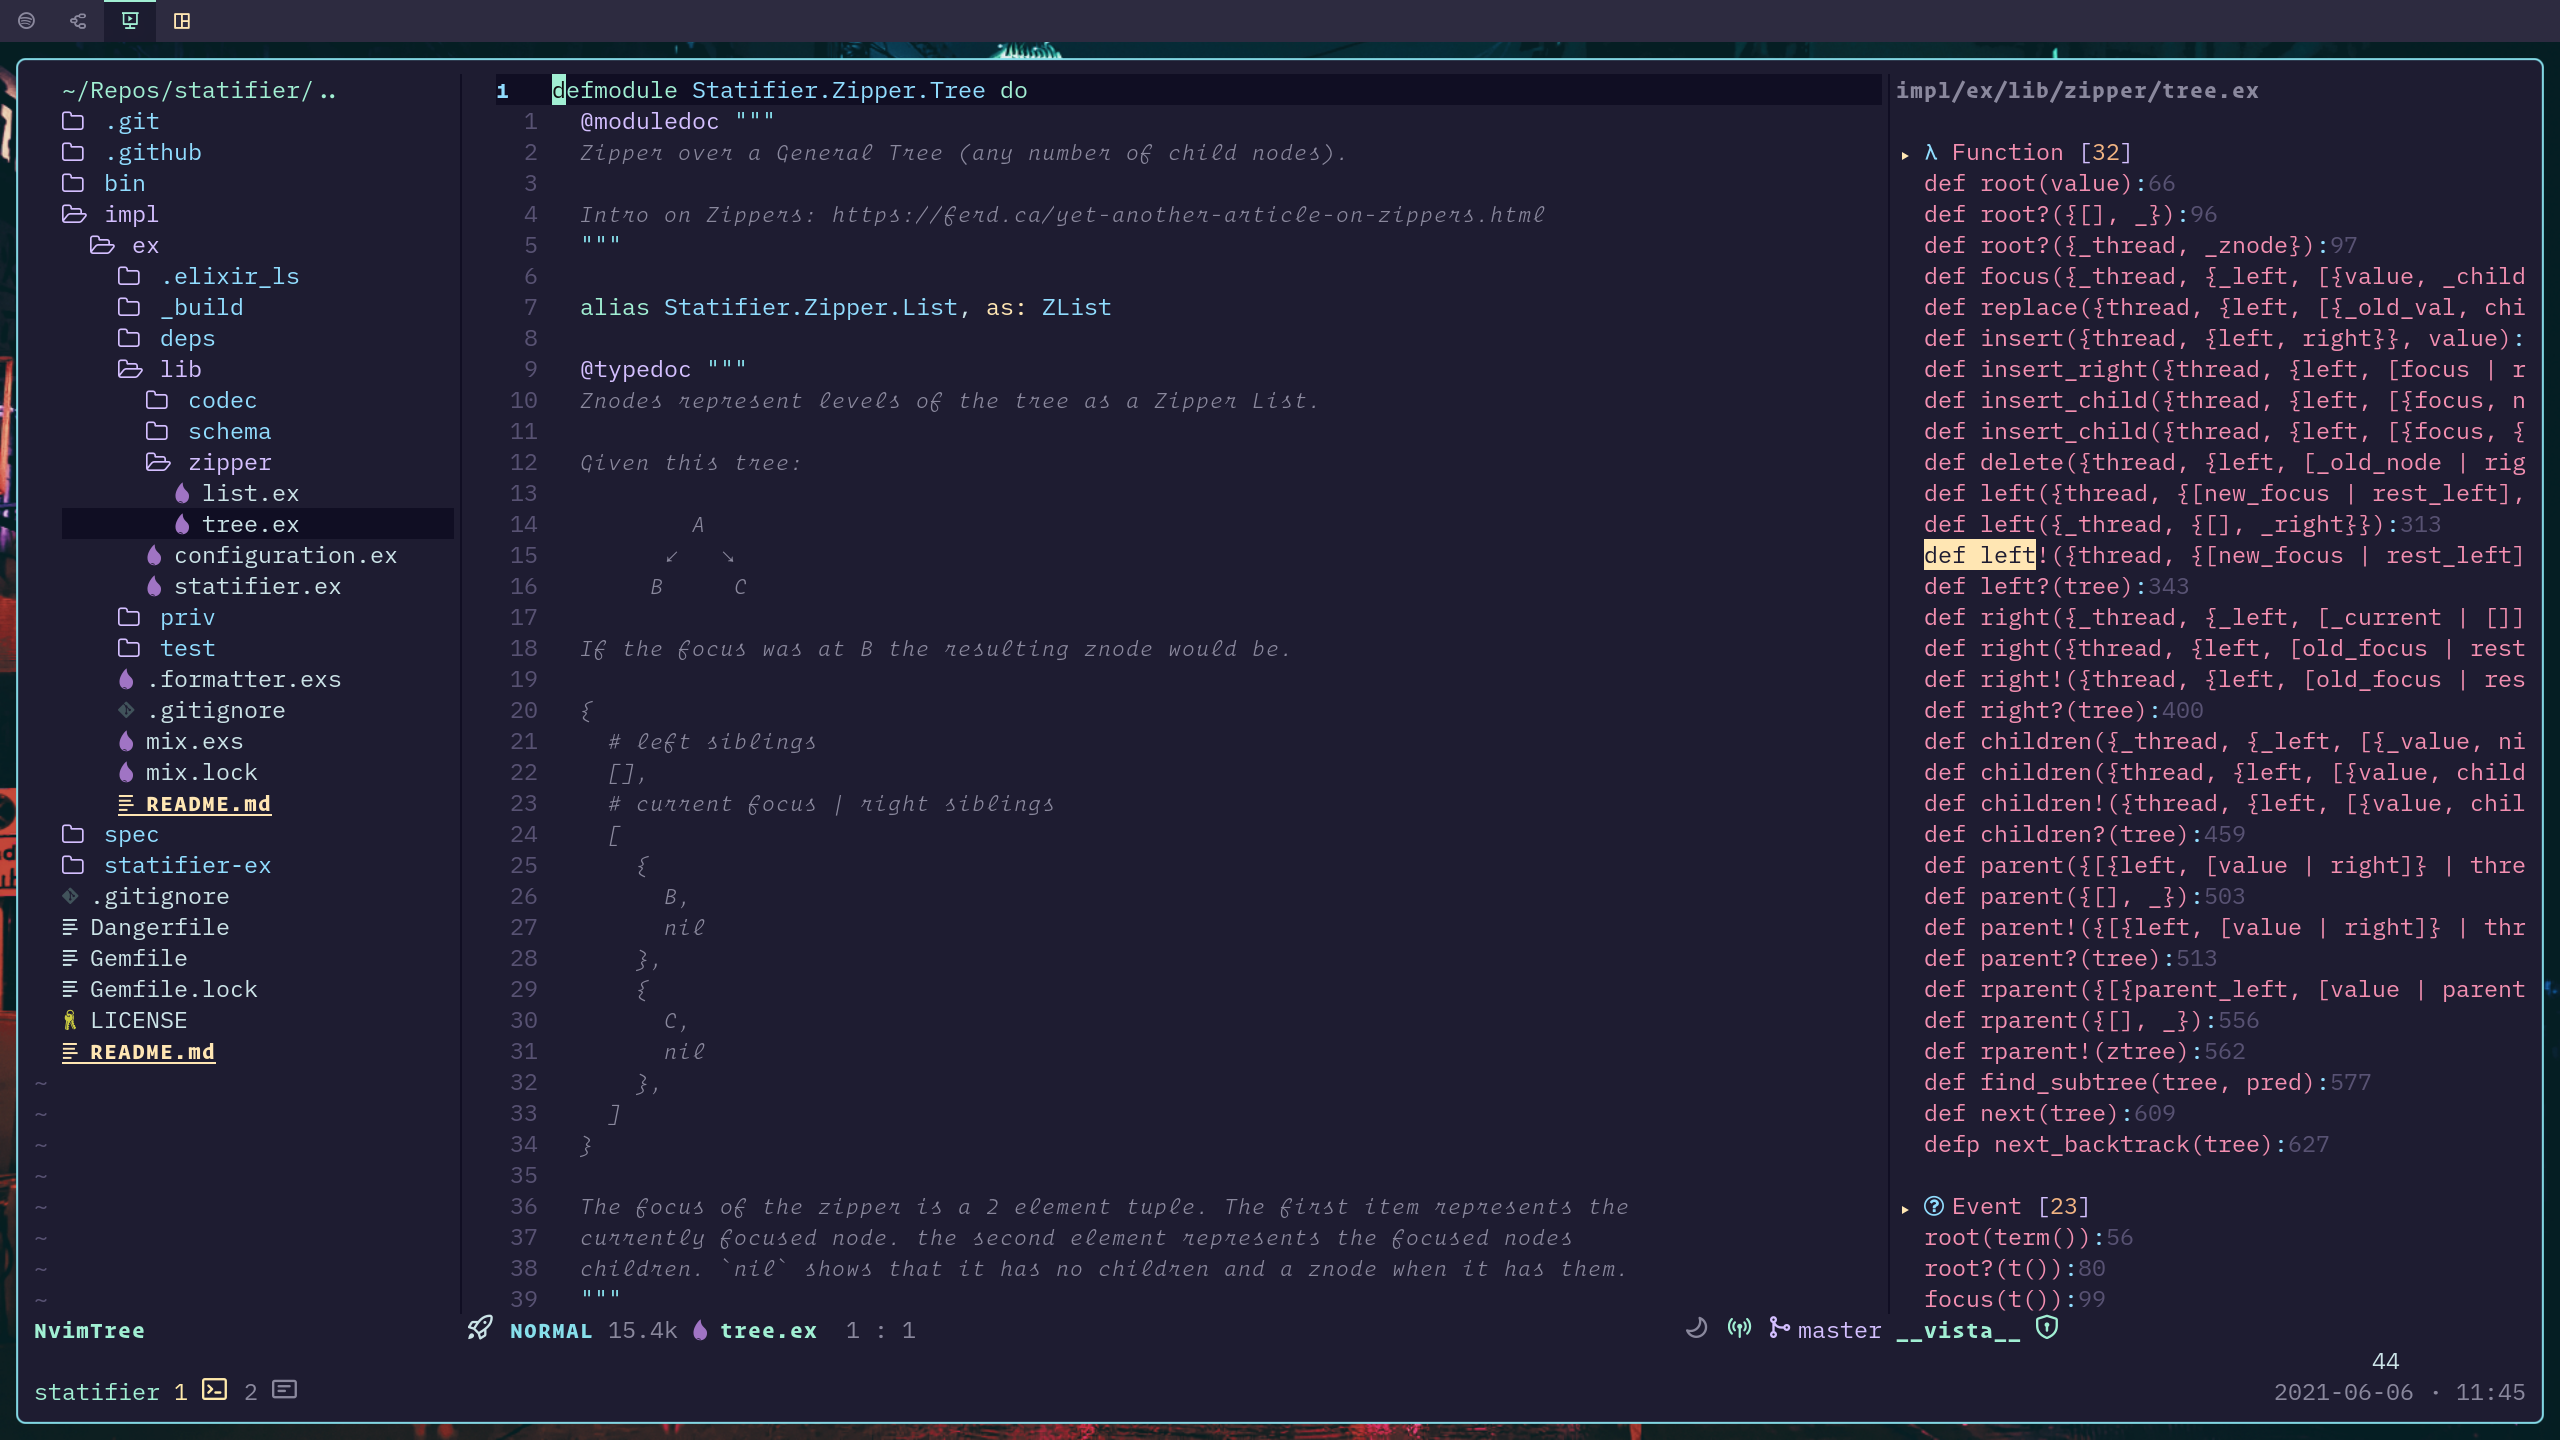 ~/Repos/statifier/..
.git
.github
bin
impl
ex
.elixir_ls
_build
deps
lib
codec
schema
zipper
list.ex
tree.ex
configuration.ex
statifier.ex
priv
test
.formatter.exs
.gitignore
mix.exs
mix.lock
README.md
spec
statifier-ex
.gitignore
Dangerfile
Gemfile
Gemfile.lock
LICENSE
README.md
~
~
~
~
~
~
~
~
NvimTree
1 defmodule Statifier.Zipper.Tree do
1 @moduledoc """
2 Zipper over a General Tree (any number of child nodes).
3
4 Intro on Zippers: https://ferd.ca/yet-another-article-on-zippers.html
5 """
6
7 alias Statifier.Zipper.List, as: ZList
8
9 @typedoc """
10 Znodes represent levels of the tree as a Zipper List.
11
12 Given this tree:
13
14 A
15 ↙ ↘
16 B C
17
18 If the focus was at B the resulting znode would be.
19
20 {
21 # left siblings
22 [],
23 # current focus | right siblings
24 [
25 {
26 B,
27 nil
28 },
29 {
30 C,
31 nil
32 },
33 ]
34 }
35
36 The focus of the zipper is a 2 element tuple. The first item represents the
37 currently focused node. the second element represents the focused nodes
38 children. `nil` shows that it has no children and a znode when it has them.
39 """
NORMAL 15.4k tree.ex 1 : 1
master
impl/ex/lib/zipper/tree.ex
▸ λ Function [32]
def root(value):66
def root?({[], _}):96
def root?({_thread, _znode}):97
def focus({_thread, {_left, [{value, _child
def replace({thread, {left, [{_old_val, chi
def insert({thread, {left, right}}, value):
def insert_right({thread, {left, [focus | r
def insert_child({thread, {left, [{focus, n
def insert_child({thread, {left, [{focus, {
def delete({thread, {left, [_old_node | rig
def left({thread, {[new_focus | rest_left],
def left({_thread, {[], _right}}):313
def left!({thread, {[new_focus | rest_left]
def left?(tree):343
def right({_thread, {_left, [_current | []]
def right({thread, {left, [old_focus | rest
def right!({thread, {left, [old_focus | res
def right?(tree):400
def children({_thread, {_left, [{_value, ni
def children({thread, {left, [{value, child
def children!({thread, {left, [{value, chil
def children?(tree):459
def parent({[{left, [value | right]} | thre
def parent({[], _}):503
def parent!({[{left, [value | right]} | thr
def parent?(tree):513
def rparent({[{parent_left, [value | parent
def rparent({[], _}):556
def rparent!(ztree):562
def find_subtree(tree, pred):577
def next(tree):609
defp next_backtrack(tree):627
▸ Event [23]
root(term()):56
root?(t()):80
focus(t()):99
__vista__
44
statifier 1 2
2021-06-06 · 11:45